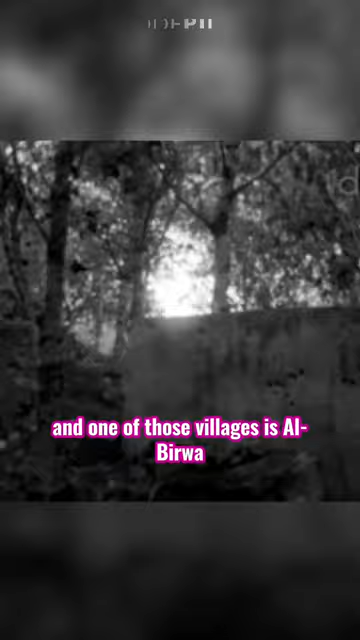 and one of those villages is Al-
Birwa